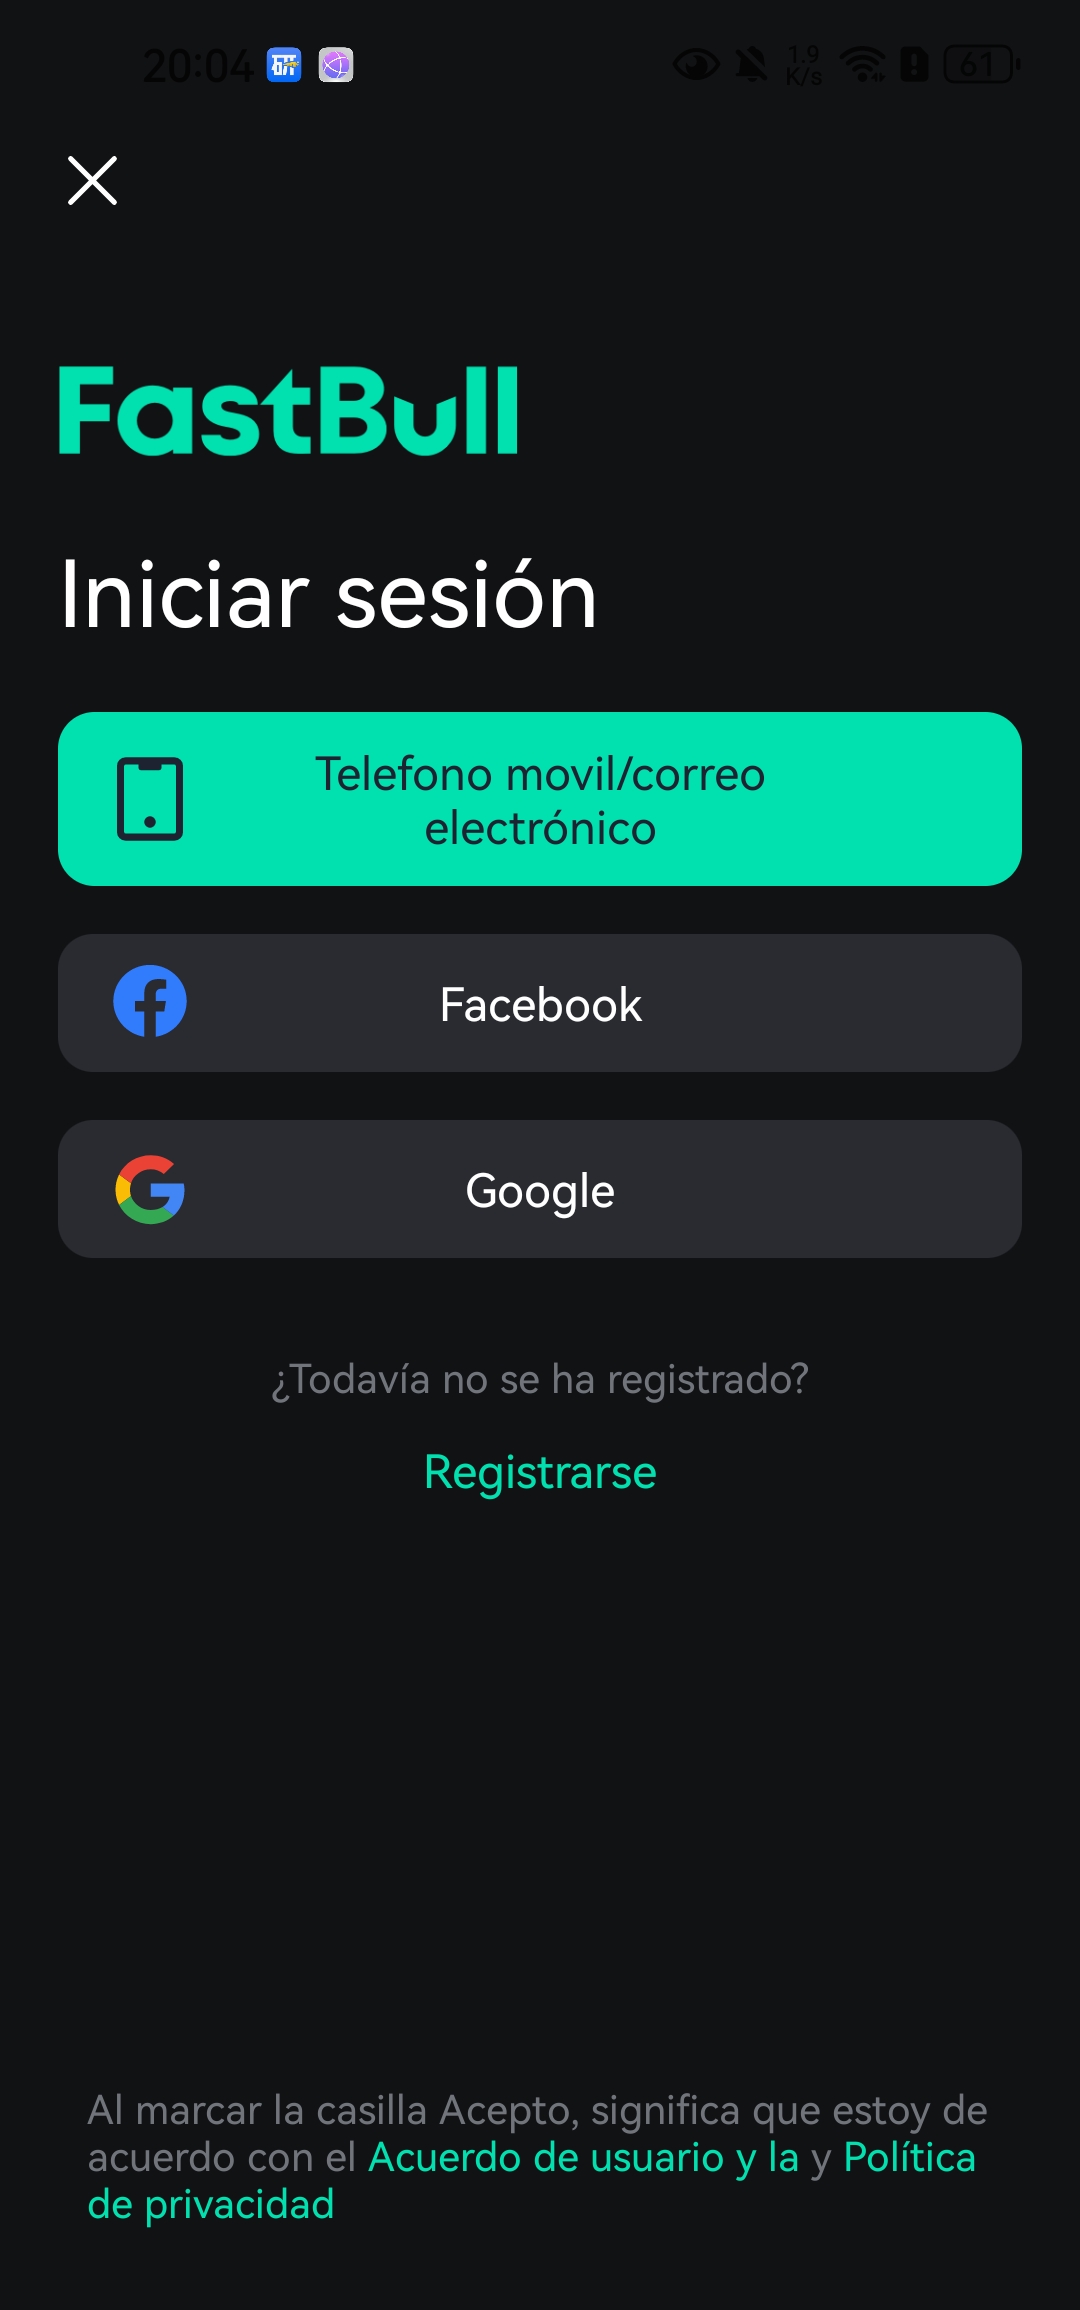 20:04
1.9
K/s
61
FastBull
Iniciar sesión
Telefono movil/correo
electrónico
Facebook
Google
¿Todavía no se ha registrado?
Registrarse
Al marcar la casilla Acepto, significa que estoy de
acuerdo con el Acuerdo de usuario y la y Política
de privacidad